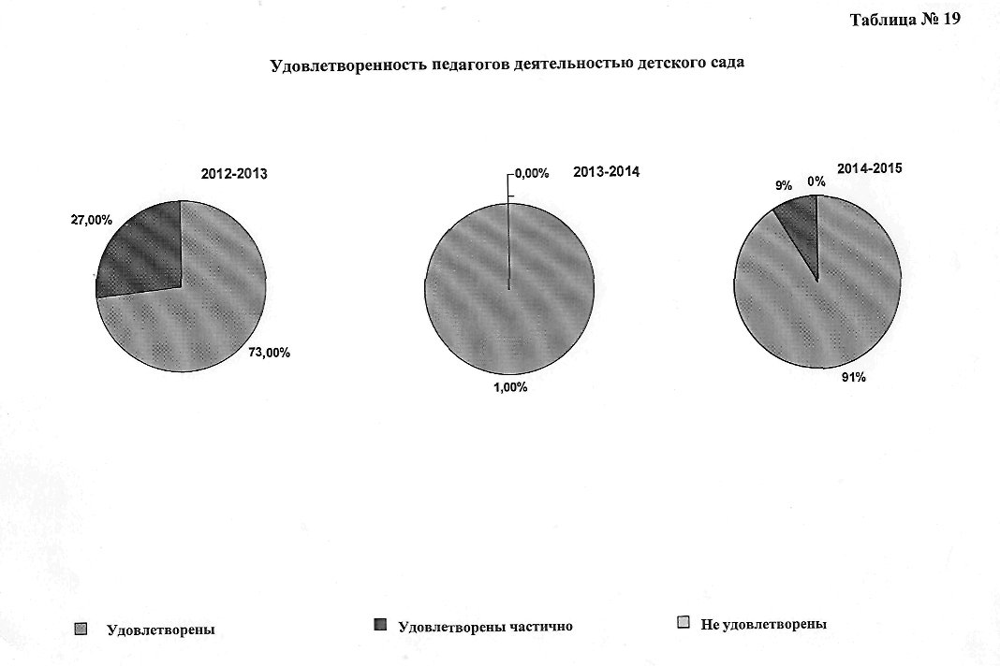 Таблица № 19
Удовлетворенность педагогов деятельностью детского сада
2012-2013
27,00%
73,00%
0,00%
2013-2014
1,00%
2014-2015
9%
0%
91%
Удовлетворены
Удовлетворены частично
Не удовлетворены